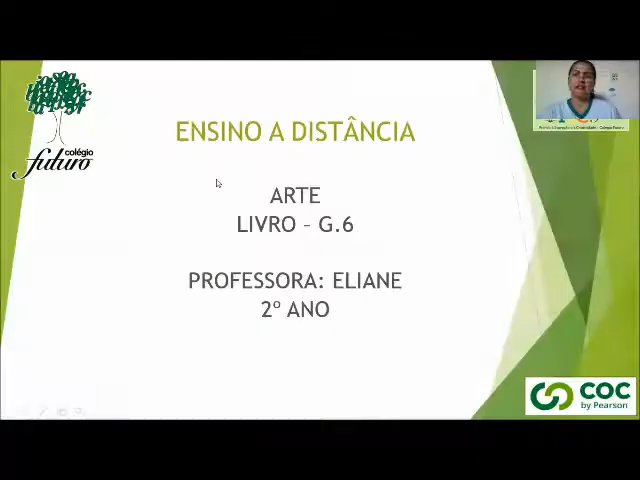 colégio
futuro
ENSINO A DISTÂNCIA
ARTE
LIVRO – G.6
PROFESSORA: ELIANE
2º ANO
COC
by Pearson